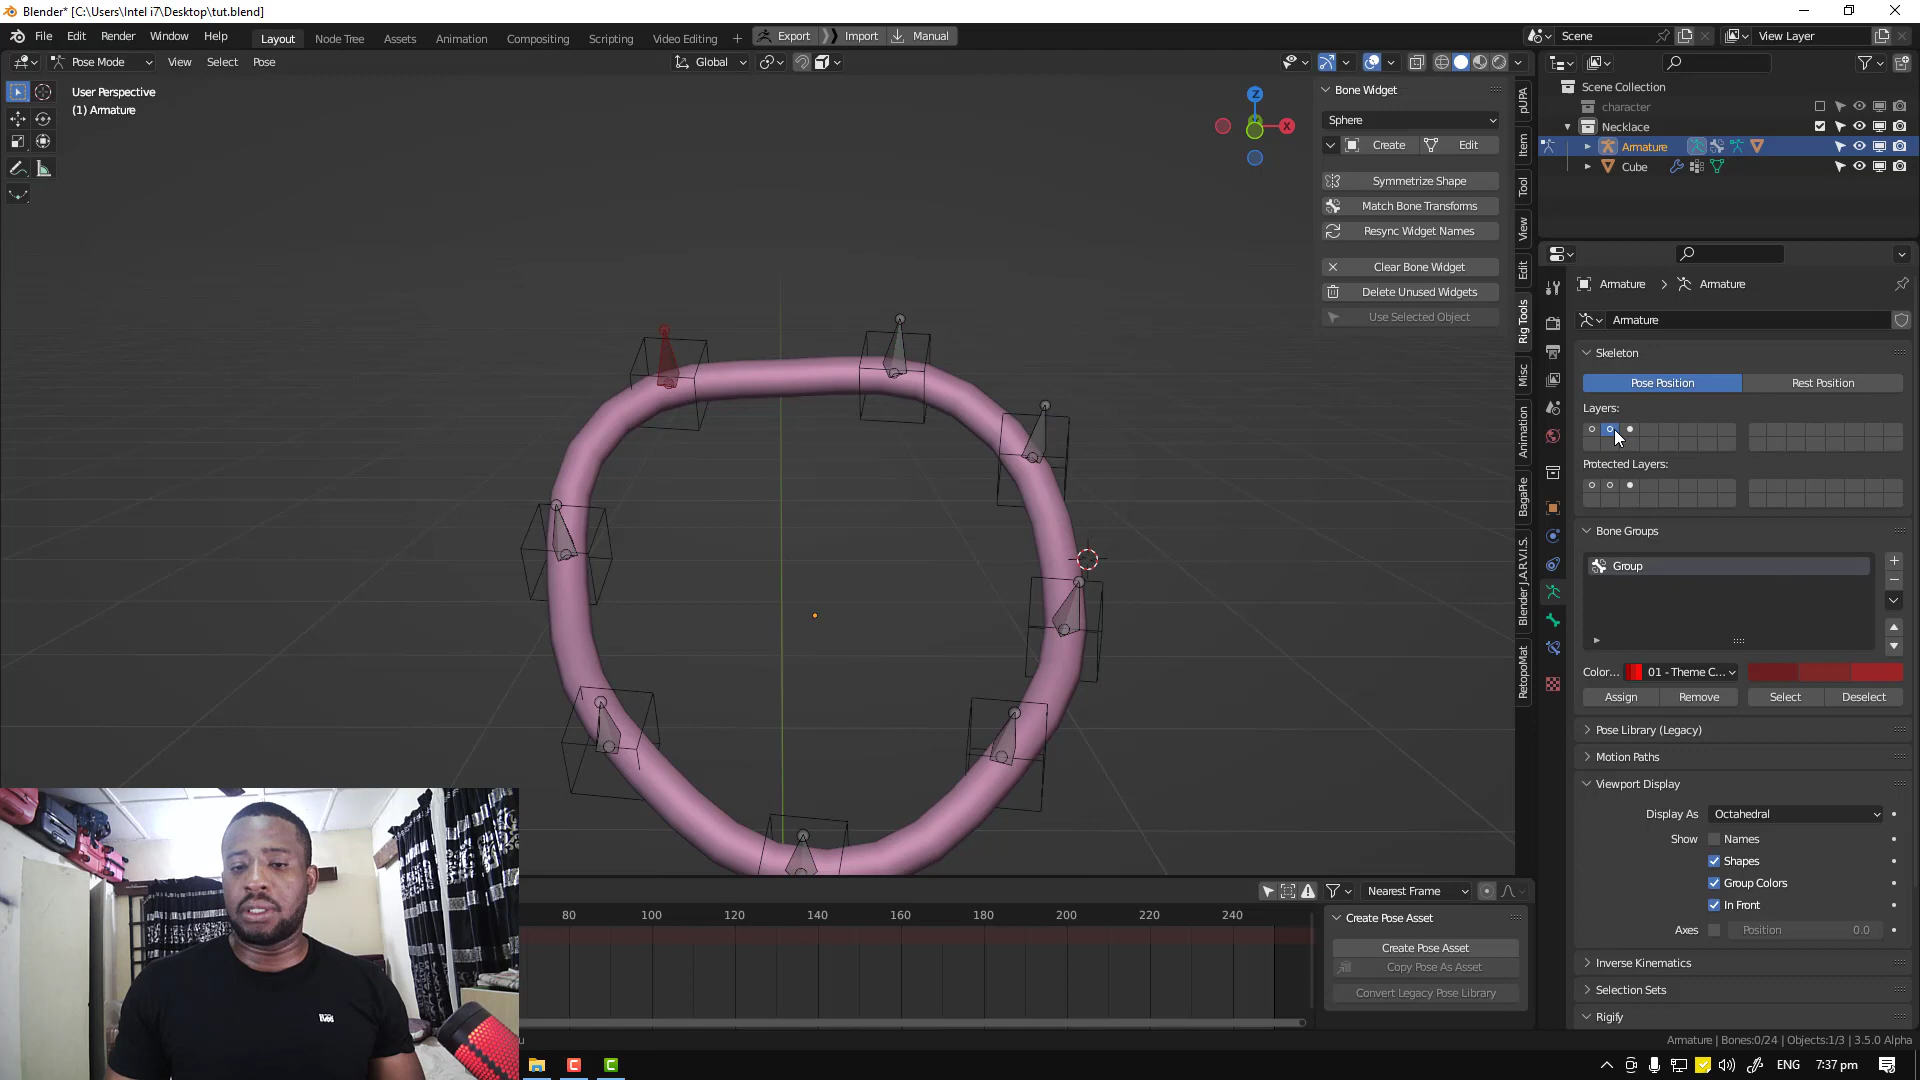 Blender* [C:\Users\Intel i7\Desktop\tut.blend]
File Edit Render Window Help Layout Node Tree Assets Animation Compositing Scripting Video Editing + Export Import Manual Scene View Layer
Pose Mode View Select Pose Global
User Perspective
(1) Armature
Z
X
Bone Widget
Sphere
Create Edit
Symmetrize Shape
Match Bone Transforms
Resync Widget Names
Clear Bone Widget
Delete Unused Widgets
Use Selected Object
pUPA
Item
Tool
View
Edit
Rig Tools
Misc
Animation
BagaPie
Blender J.A.R.V.I.S.
RetopoMat
Scene Collection
character
Necklace
Armature
Cube
Armature > Armature
Armature
Skeleton
Pose Position Rest Position
Layers:
Protected Layers:
Bone Groups
Group
Color... 01 - Theme C...
Assign Remove Select Deselect
Pose Library (Legacy)
Motion Paths
Viewport Display
Display As Octahedral
Show Names
Shapes
Group Colors
In Front
Axes Position 0.0
Inverse Kinematics
Selection Sets
Rigify
Nearest Frame
80 100 120 140 160 180 200 220 240
Create Pose Asset
Create Pose Asset
Copy Pose As Asset
Convert Legacy Pose Library
Armature | Bones:0/24 | Objects:1/3 | 3.5.0 Alpha
ENG 7:37 pm